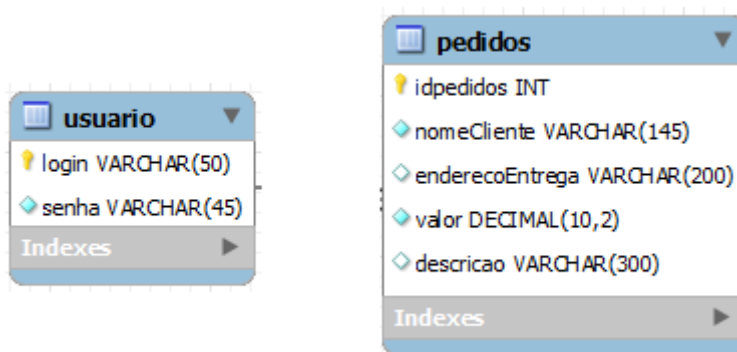 usuario
login VARCHAR(50)
senha VARCHAR(45)
Indexes
pedidos
idpedidos INT
nomeCliente VARCHAR(145)
enderecoEntrega VARCHAR(200)
valor DECIMAL(10,2)
descricao VARCHAR(300)
Indexes